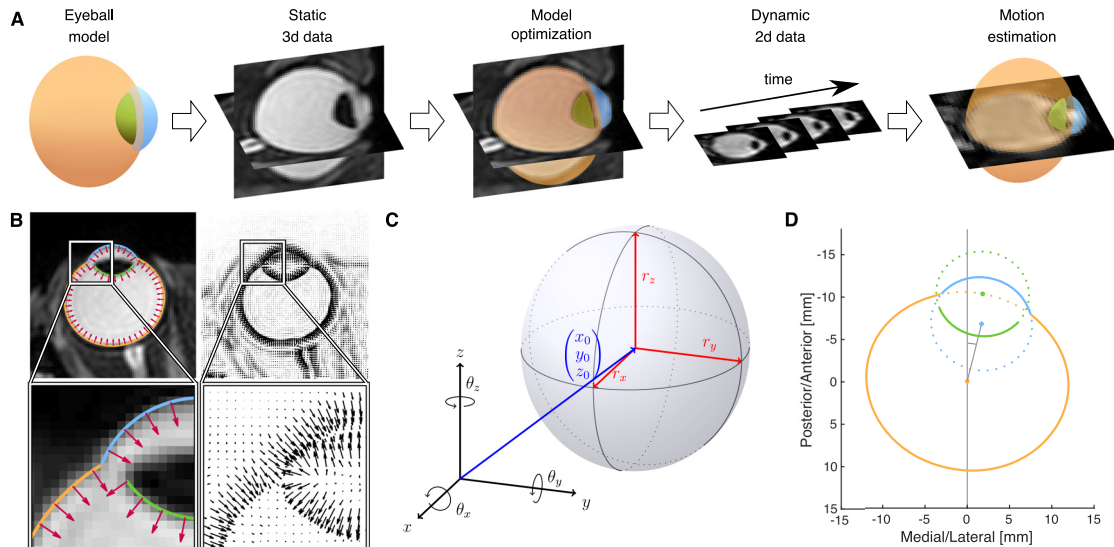 A
Eyeball
model
Static
3d data
Model
optimization
Dynamic
2d data
time
Motion
estimation
B
C
z
θz
θx
x
θy
y
x0
y0
z0
rz
ry
rx
D
Posterior/Anterior [mm]
-15
-10
-5
0
5
10
15
-15
-10
-5
0
5
10
15
Medial/Lateral [mm]